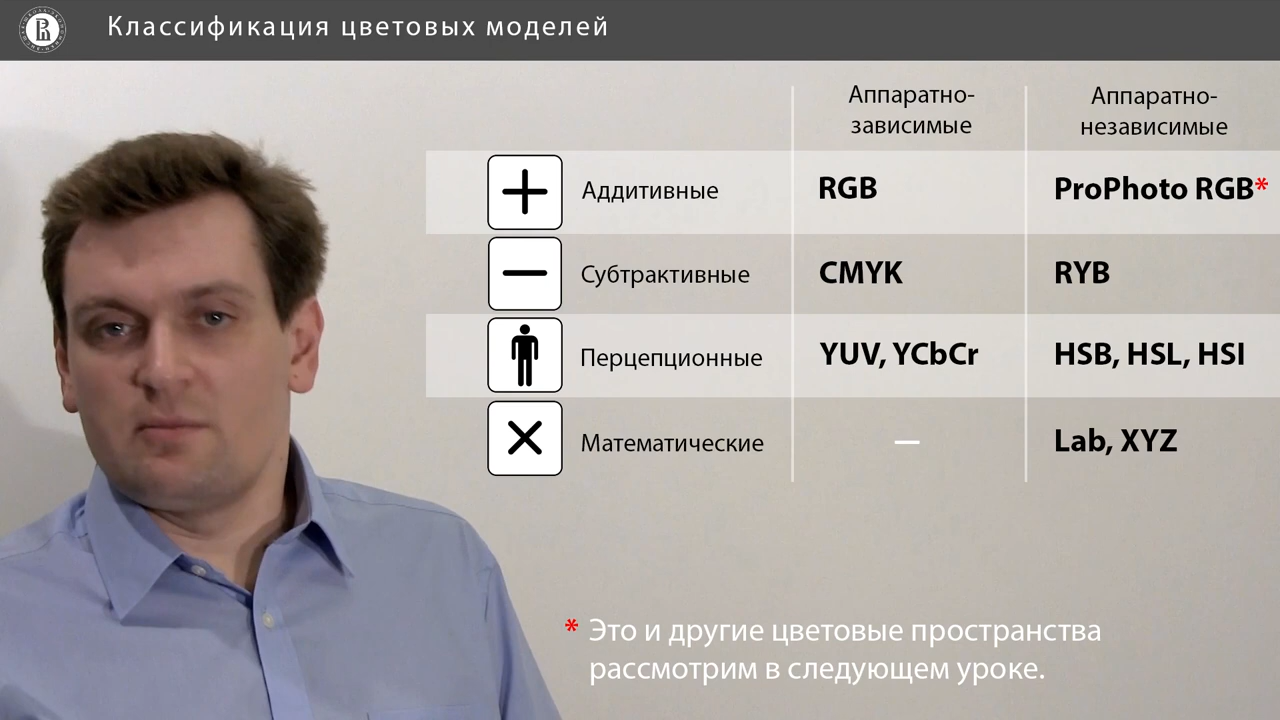 Классификация цветовых моделей
Аппаратно-
зависимые
Аппаратно-
независимые
Аддитивные RGB ProPhoto RGB*
Субтрактивные CMYK RYB
Перцепционные YUV, YCbCr HSB, HSL, HSI
Математические — Lab, XYZ
* Это и другие цветовые пространства
рассмотрим в следующем уроке.